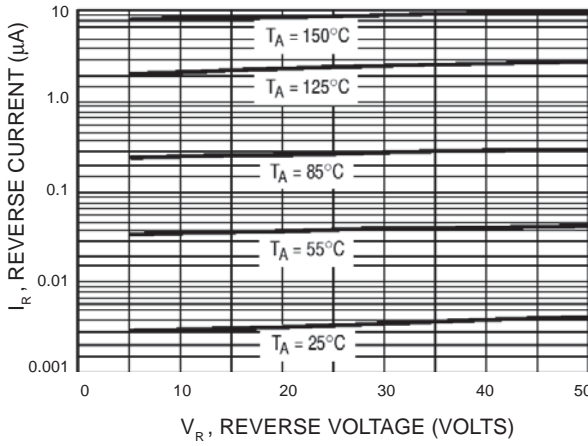 I_R, REVERSE CURRENT (μA)
10
1.0
0.1
0.01
0.001
T_A = 150°C
T_A = 125°C
T_A = 85°C
T_A = 55°C
T_A = 25°C
0 10 20 30 40 50
V_R, REVERSE VOLTAGE (VOLTS)